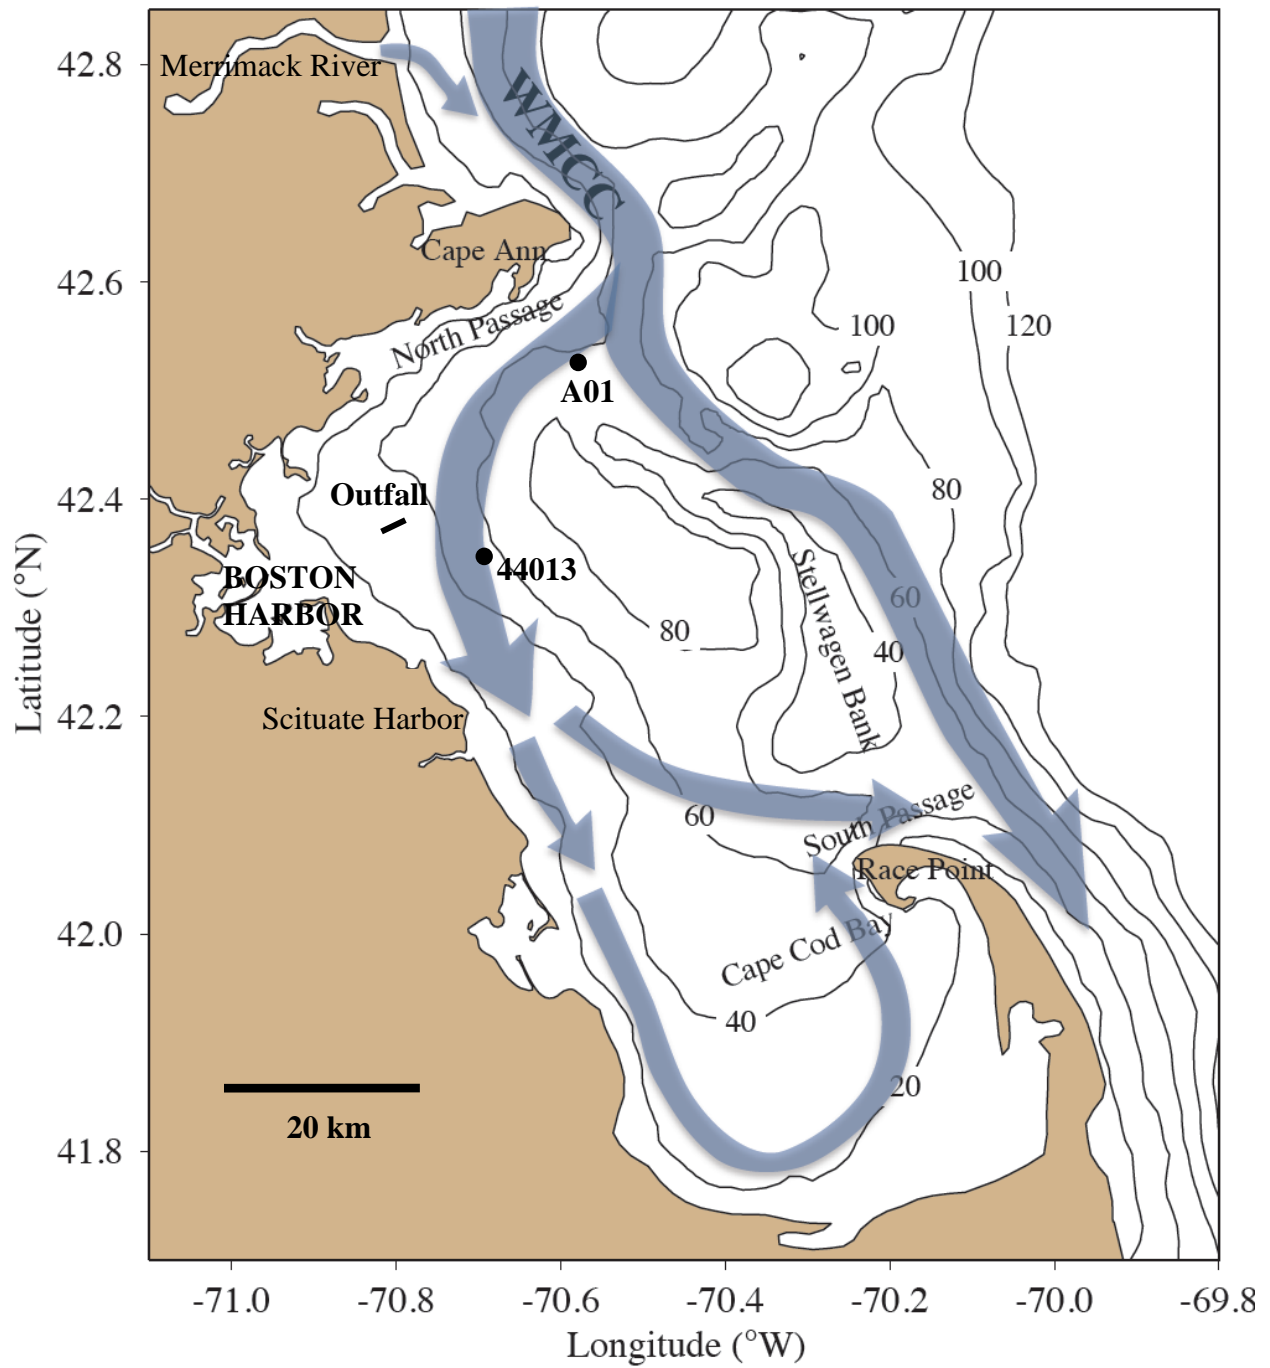 42.8
42.6
42.4
42.2
42.0
41.8
Latitude (°N)
Merrimack River
WMCC
Cape Ann
North Passage
100
100
120
A01
80
Outfall
44013
BOSTON
HARBOR
60
80
40
Stellwagen Bank
Scituate Harbor
60
South Passage
Race Point
Cape Cod Bay
40
20
20 km
-71.0
-70.8
-70.6
-70.4
-70.2
-70.0
-69.8
Longitude (°W)